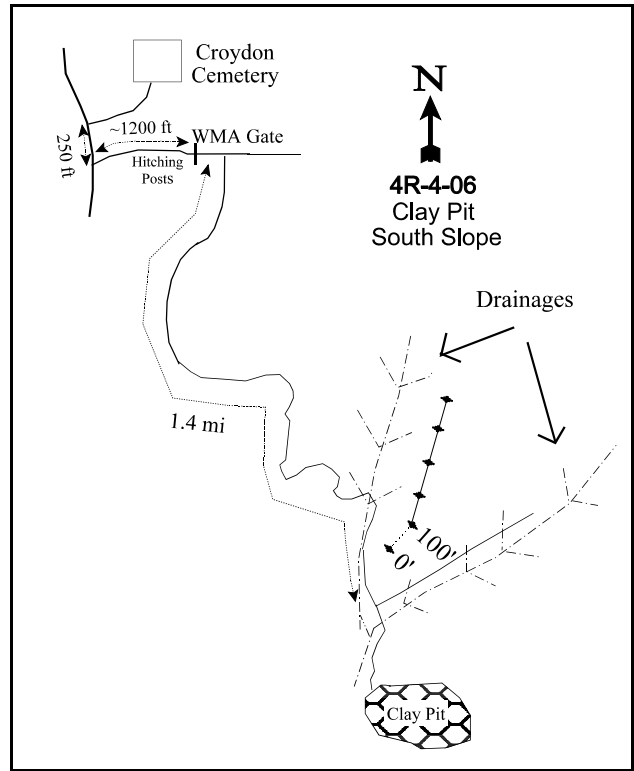 Croydon
Cemetery
~1200 ft
WMA Gate
250 ft
Hitching
Posts
N
4R-4-06
Clay Pit
South Slope
Drainages
1.4 mi
100'
0'
Clay Pit